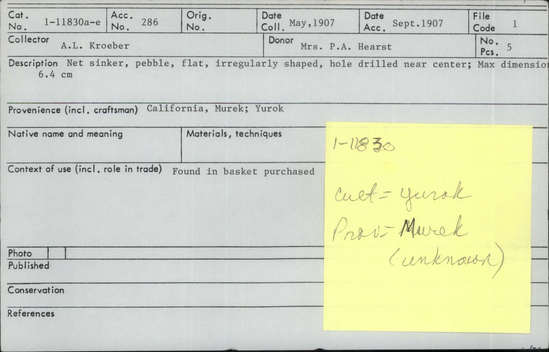 Cat. No. 1-11830a-e Acc. No. 286 Orig. No. Date Coll. May,1907 Date Acc. Sept.1907 File Code 1
Collector A.L. Kroeber Donor Mrs. P.A. Hearst No. Pcs. 5
Description Net sinker, pebble, flat, irregularly shaped, hole drilled near center; Max dimension
6.4 cm
Provenience (incl. craftsman) California, Murek; Yurok
Native name and meaning Materials, techniques
Context of use (incl. role in trade) Found in basket purchased
Photo
Published
Conservation
References
1-11830
Cult= Yurok
Prov= Murek
(unknown)